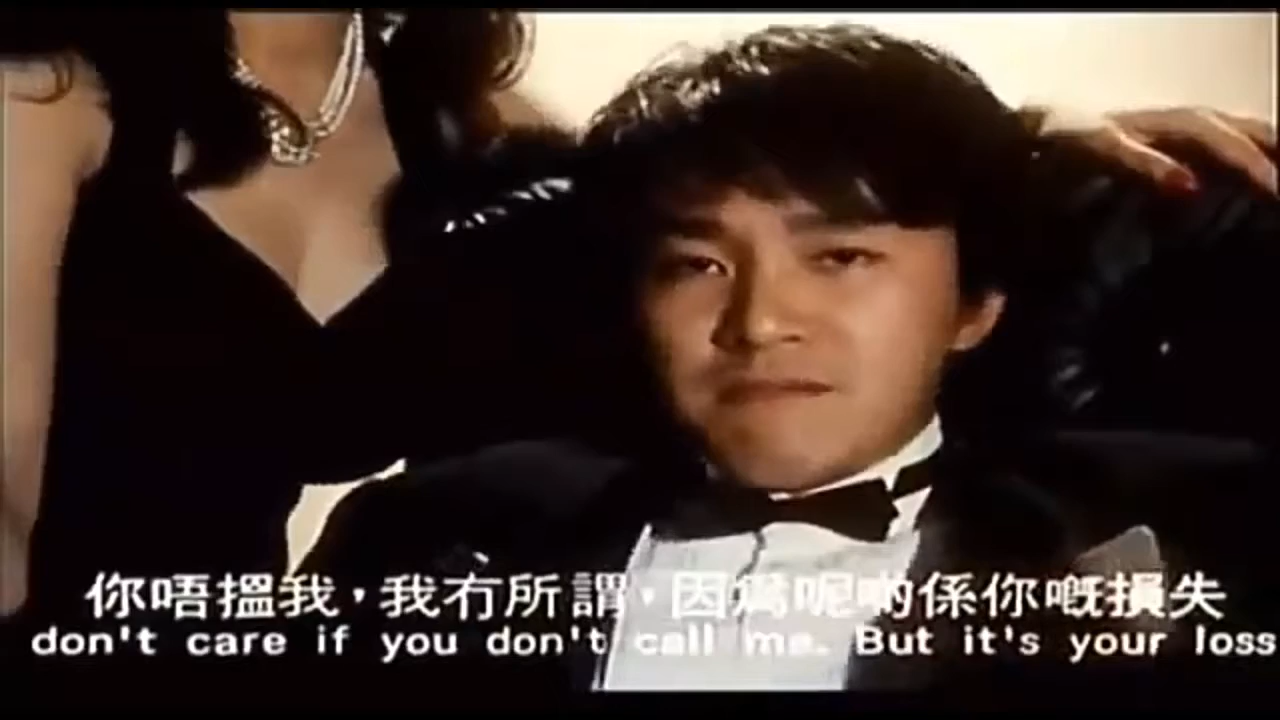 你唔搵我，我冇所謂，因為呢啲係你嘅損失
don't care if you don't call me. But it's your loss